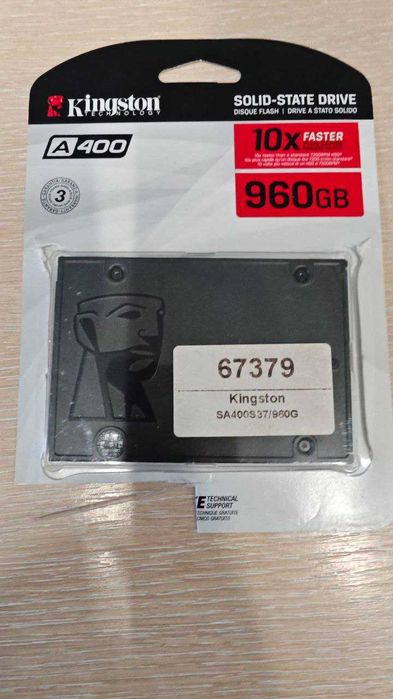 Kingston
TECHNOLOGY
SOLID-STATE DRIVE
DISQUE FLASH | DRIVE A STATO SOLIDO
A400
10x FASTER
960GB
3
67379
Kingston
SA400S37/960G
E TECHNICAL
SUPPORT